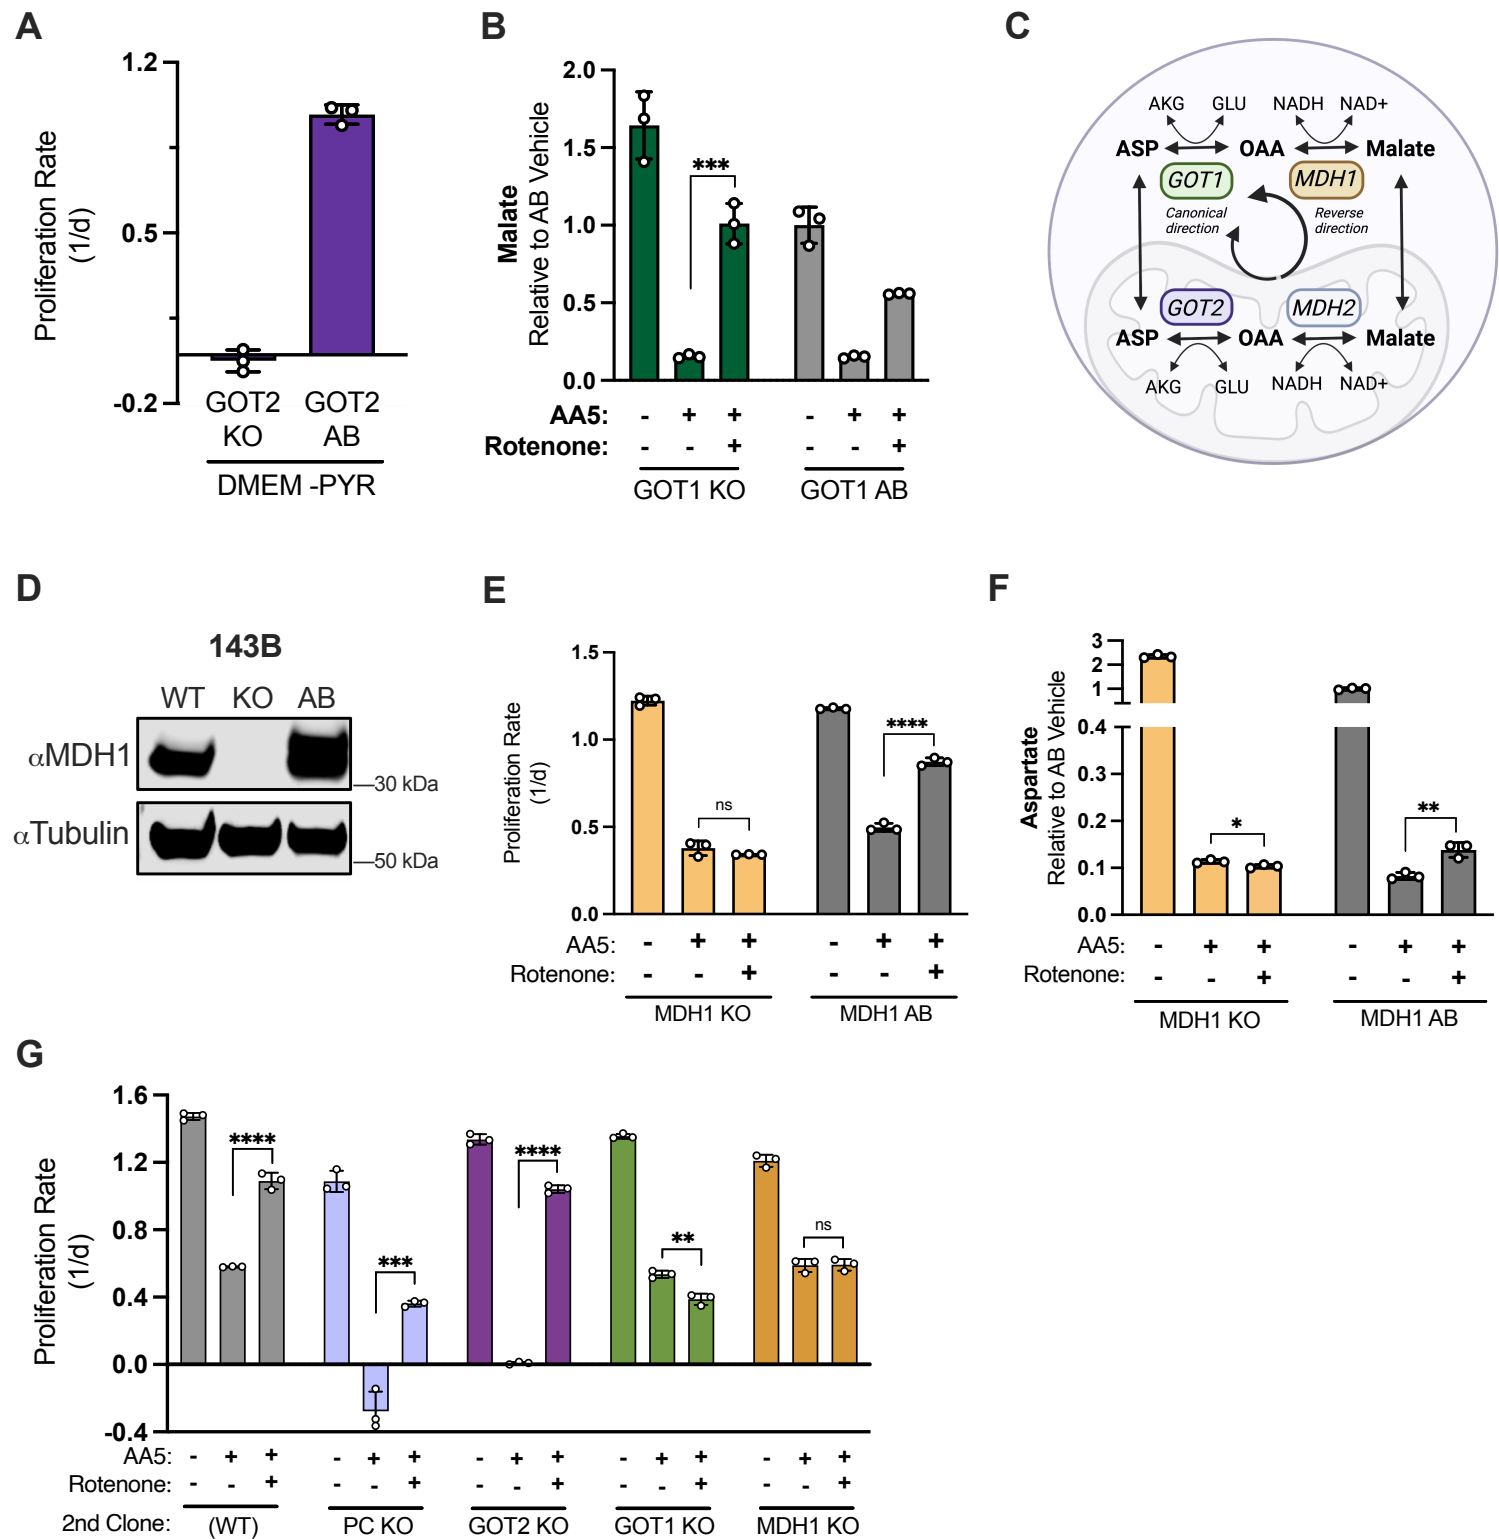 A
1.2
0.5
-0.2
Proliferation Rate
(1/d)
GOT2 GOT2
KO AB
DMEM -PYR
B
2.0
1.5
1.0
0.5
0.0
Malate
Relative to AB Vehicle
***
AA5: - + + - + +
Rotenone: - - + - - +
GOT1 KO GOT1 AB
C
AKG GLU NADH NAD+
ASP OAA Malate
GOT1 MDH1
Canonical Reverse
direction direction
GOT2 MDH2
ASP OAA Malate
AKG GLU NADH NAD+
D
143B
WT KO AB
αMDH1
30 kDa
αTubulin
50 kDa
E
1.5
1.0
0.5
0.0
Proliferation Rate
(1/d)
ns
****
AA5: - + + - + +
Rotenone: - - + - - +
MDH1 KO MDH1 AB
F
3
2
1
0.4
0.3
0.2
0.1
0.0
Aspartate
Relative to AB Vehicle
*
**
AA5: - + + - + +
Rotenone: - - + - - +
MDH1 KO MDH1 AB
G
1.6
1.2
0.8
0.4
0.0
-0.4
Proliferation Rate
(1/d)
****
***
****
**
ns
AA5: - + + - + + - + + - + + - + +
Rotenone: - - + - - + - - + - - + - - +
2nd Clone: (WT) PC KO GOT2 KO GOT1 KO MDH1 KO